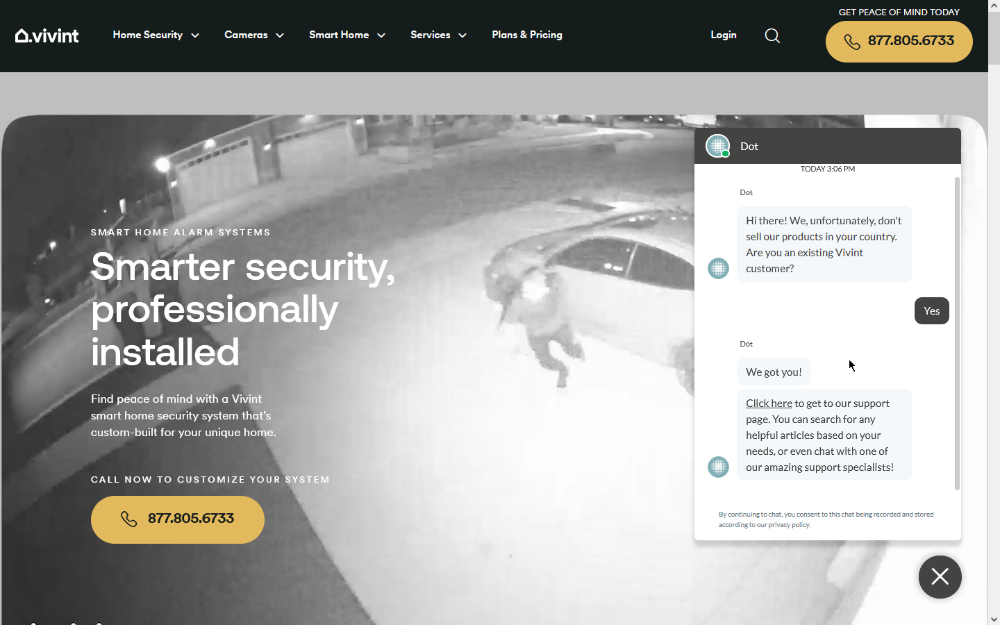 GET PEACE OF MIND TODAY
vivint
Home Security
Cameras
Smart Home
Services
Plans & Pricing
Login
877.805.6733
SMART HOME ALARM SYSTEMS
Smarter security,
professionally
installed
Find peace of mind with a Vivint
smart home security system that's
custom-built for your unique home.
CALL NOW TO CUSTOMIZE YOUR SYSTEM
877.805.6733
Dot
TODAY 3:06 PM
Dot
Hi there! We, unfortunately, don't
sell our products in your country.
Are you an existing Vivint
customer?
Yes
Dot
We got you!
Click here to get to our support
page. You can search for any
helpful articles based on your
needs, or even chat with one of
our amazing support specialists!
By continuing to chat, you consent to this chat being recorded and stored
according to our privacy policy.